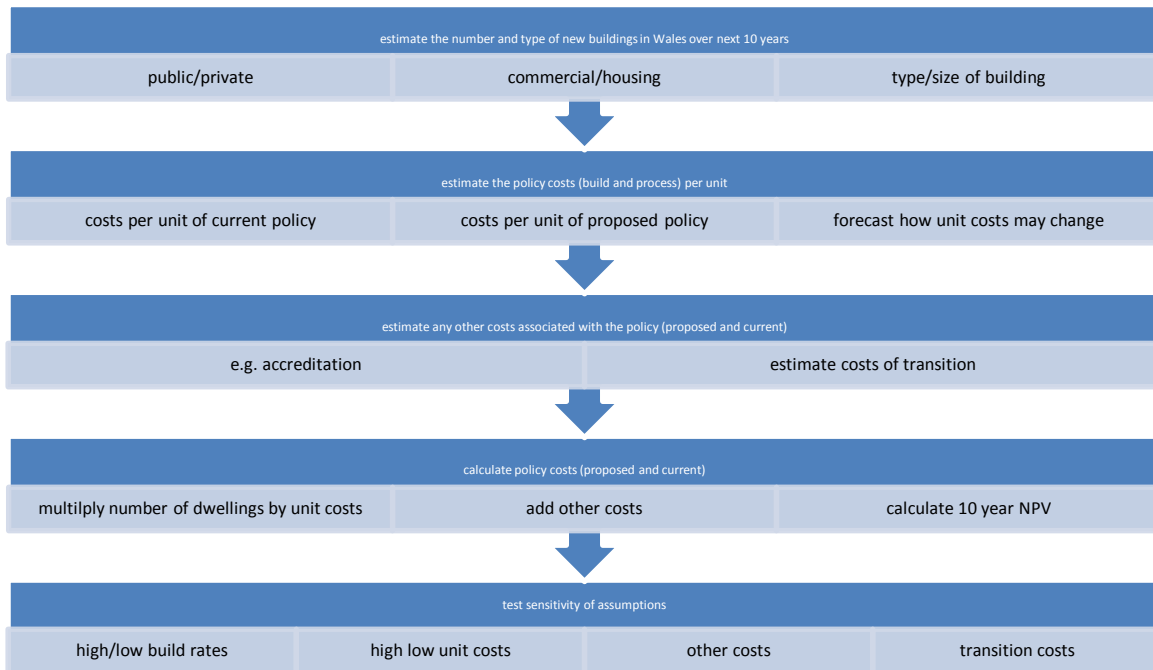 estimate the number and type of new buildings in Wales over next 10 years
public/private
commercial/housing
type/size of building
estimate the policy costs (build and process) per unit
costs per unit of current policy
costs per unit of proposed policy
forecast how unit costs may change
estimate any other costs associated with the policy (proposed and current)
e.g. accreditation
estimate costs of transition
calculate policy costs (proposed and current)
multilply number of dwellings by unit costs
add other costs
calculate 10 year NPV
test sensitivity of assumptions
high/low build rates
high low unit costs
other costs
transition costs